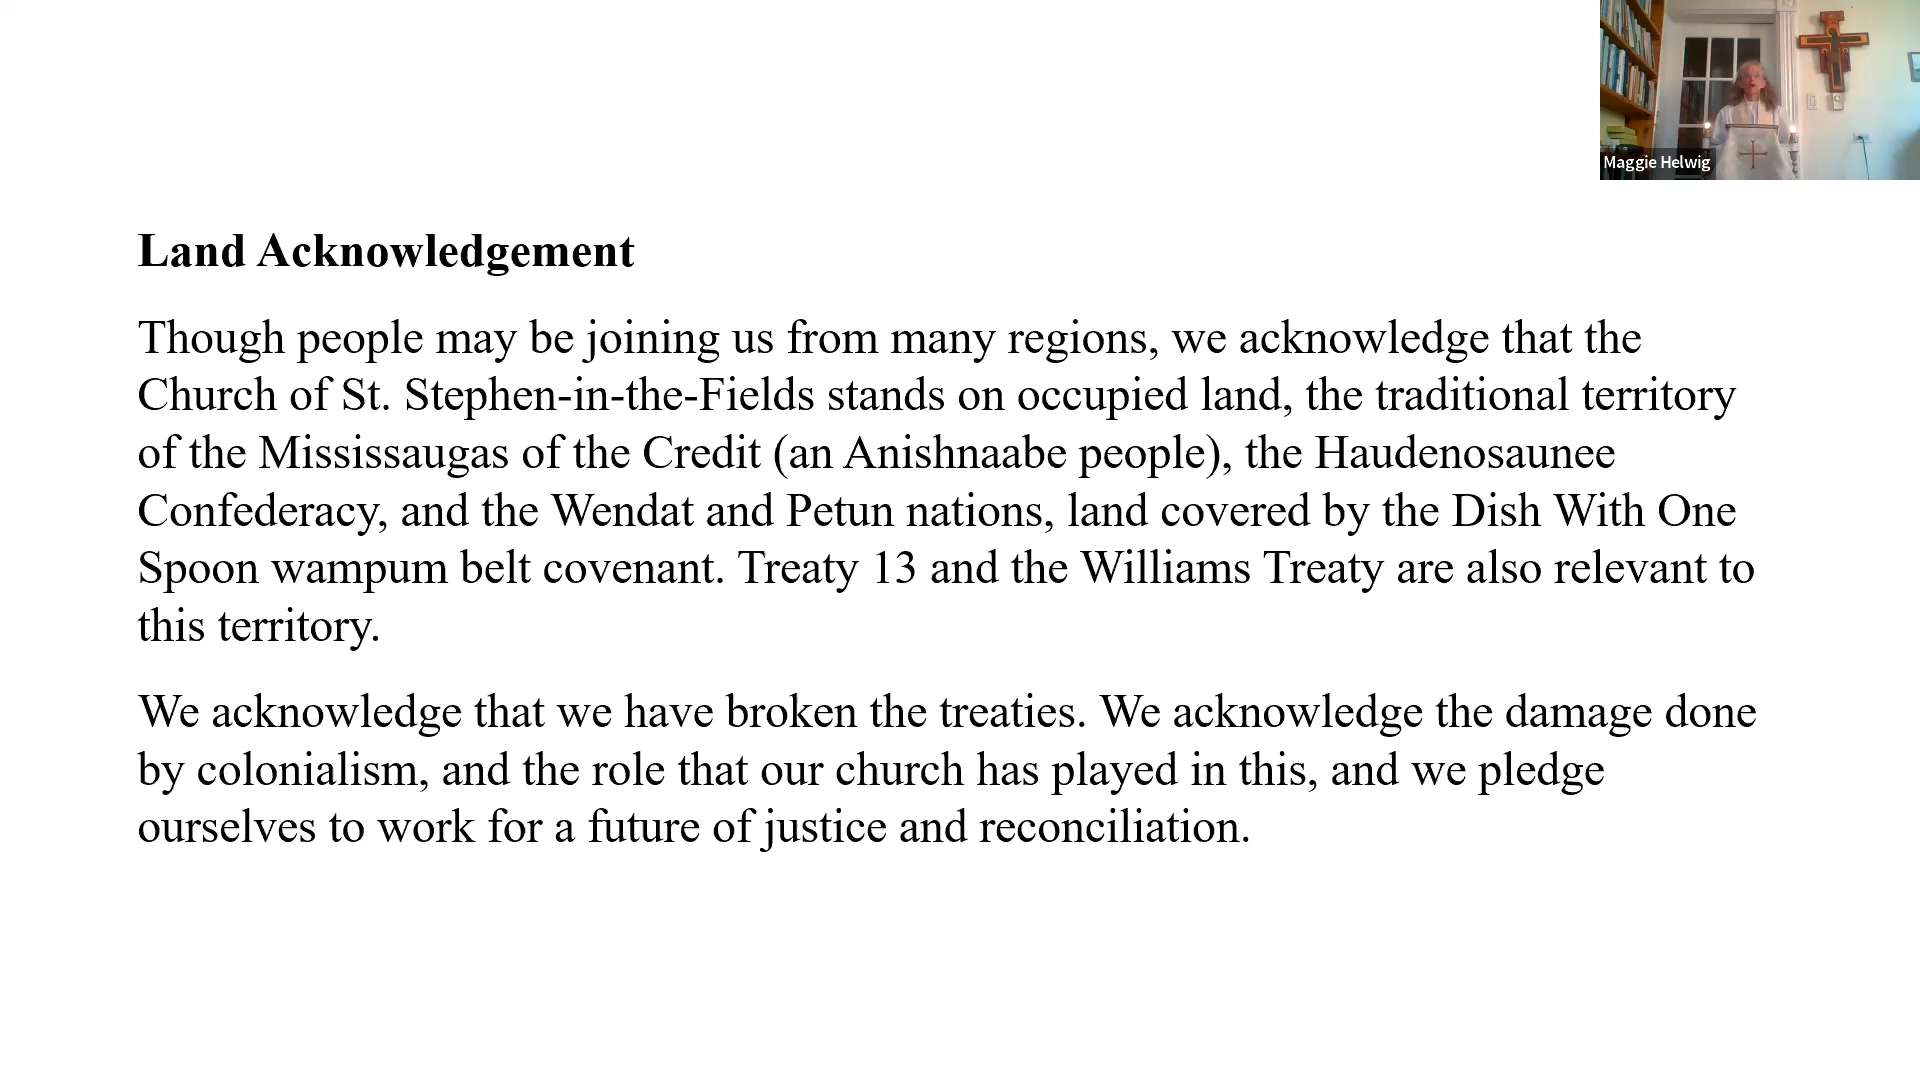 Maggie Helwig
Land Acknowledgement
Though people may be joining us from many regions, we acknowledge that the
Church of St. Stephen-in-the-Fields stands on occupied land, the traditional territory
of the Mississaugas of the Credit (an Anishnaabe people), the Haudenosaunee
Confederacy, and the Wendat and Petun nations, land covered by the Dish With One
Spoon wampum belt covenant. Treaty 13 and the Williams Treaty are also relevant to
this territory.
We acknowledge that we have broken the treaties. We acknowledge the damage done
by colonialism, and the role that our church has played in this, and we pledge
ourselves to work for a future of justice and reconciliation.